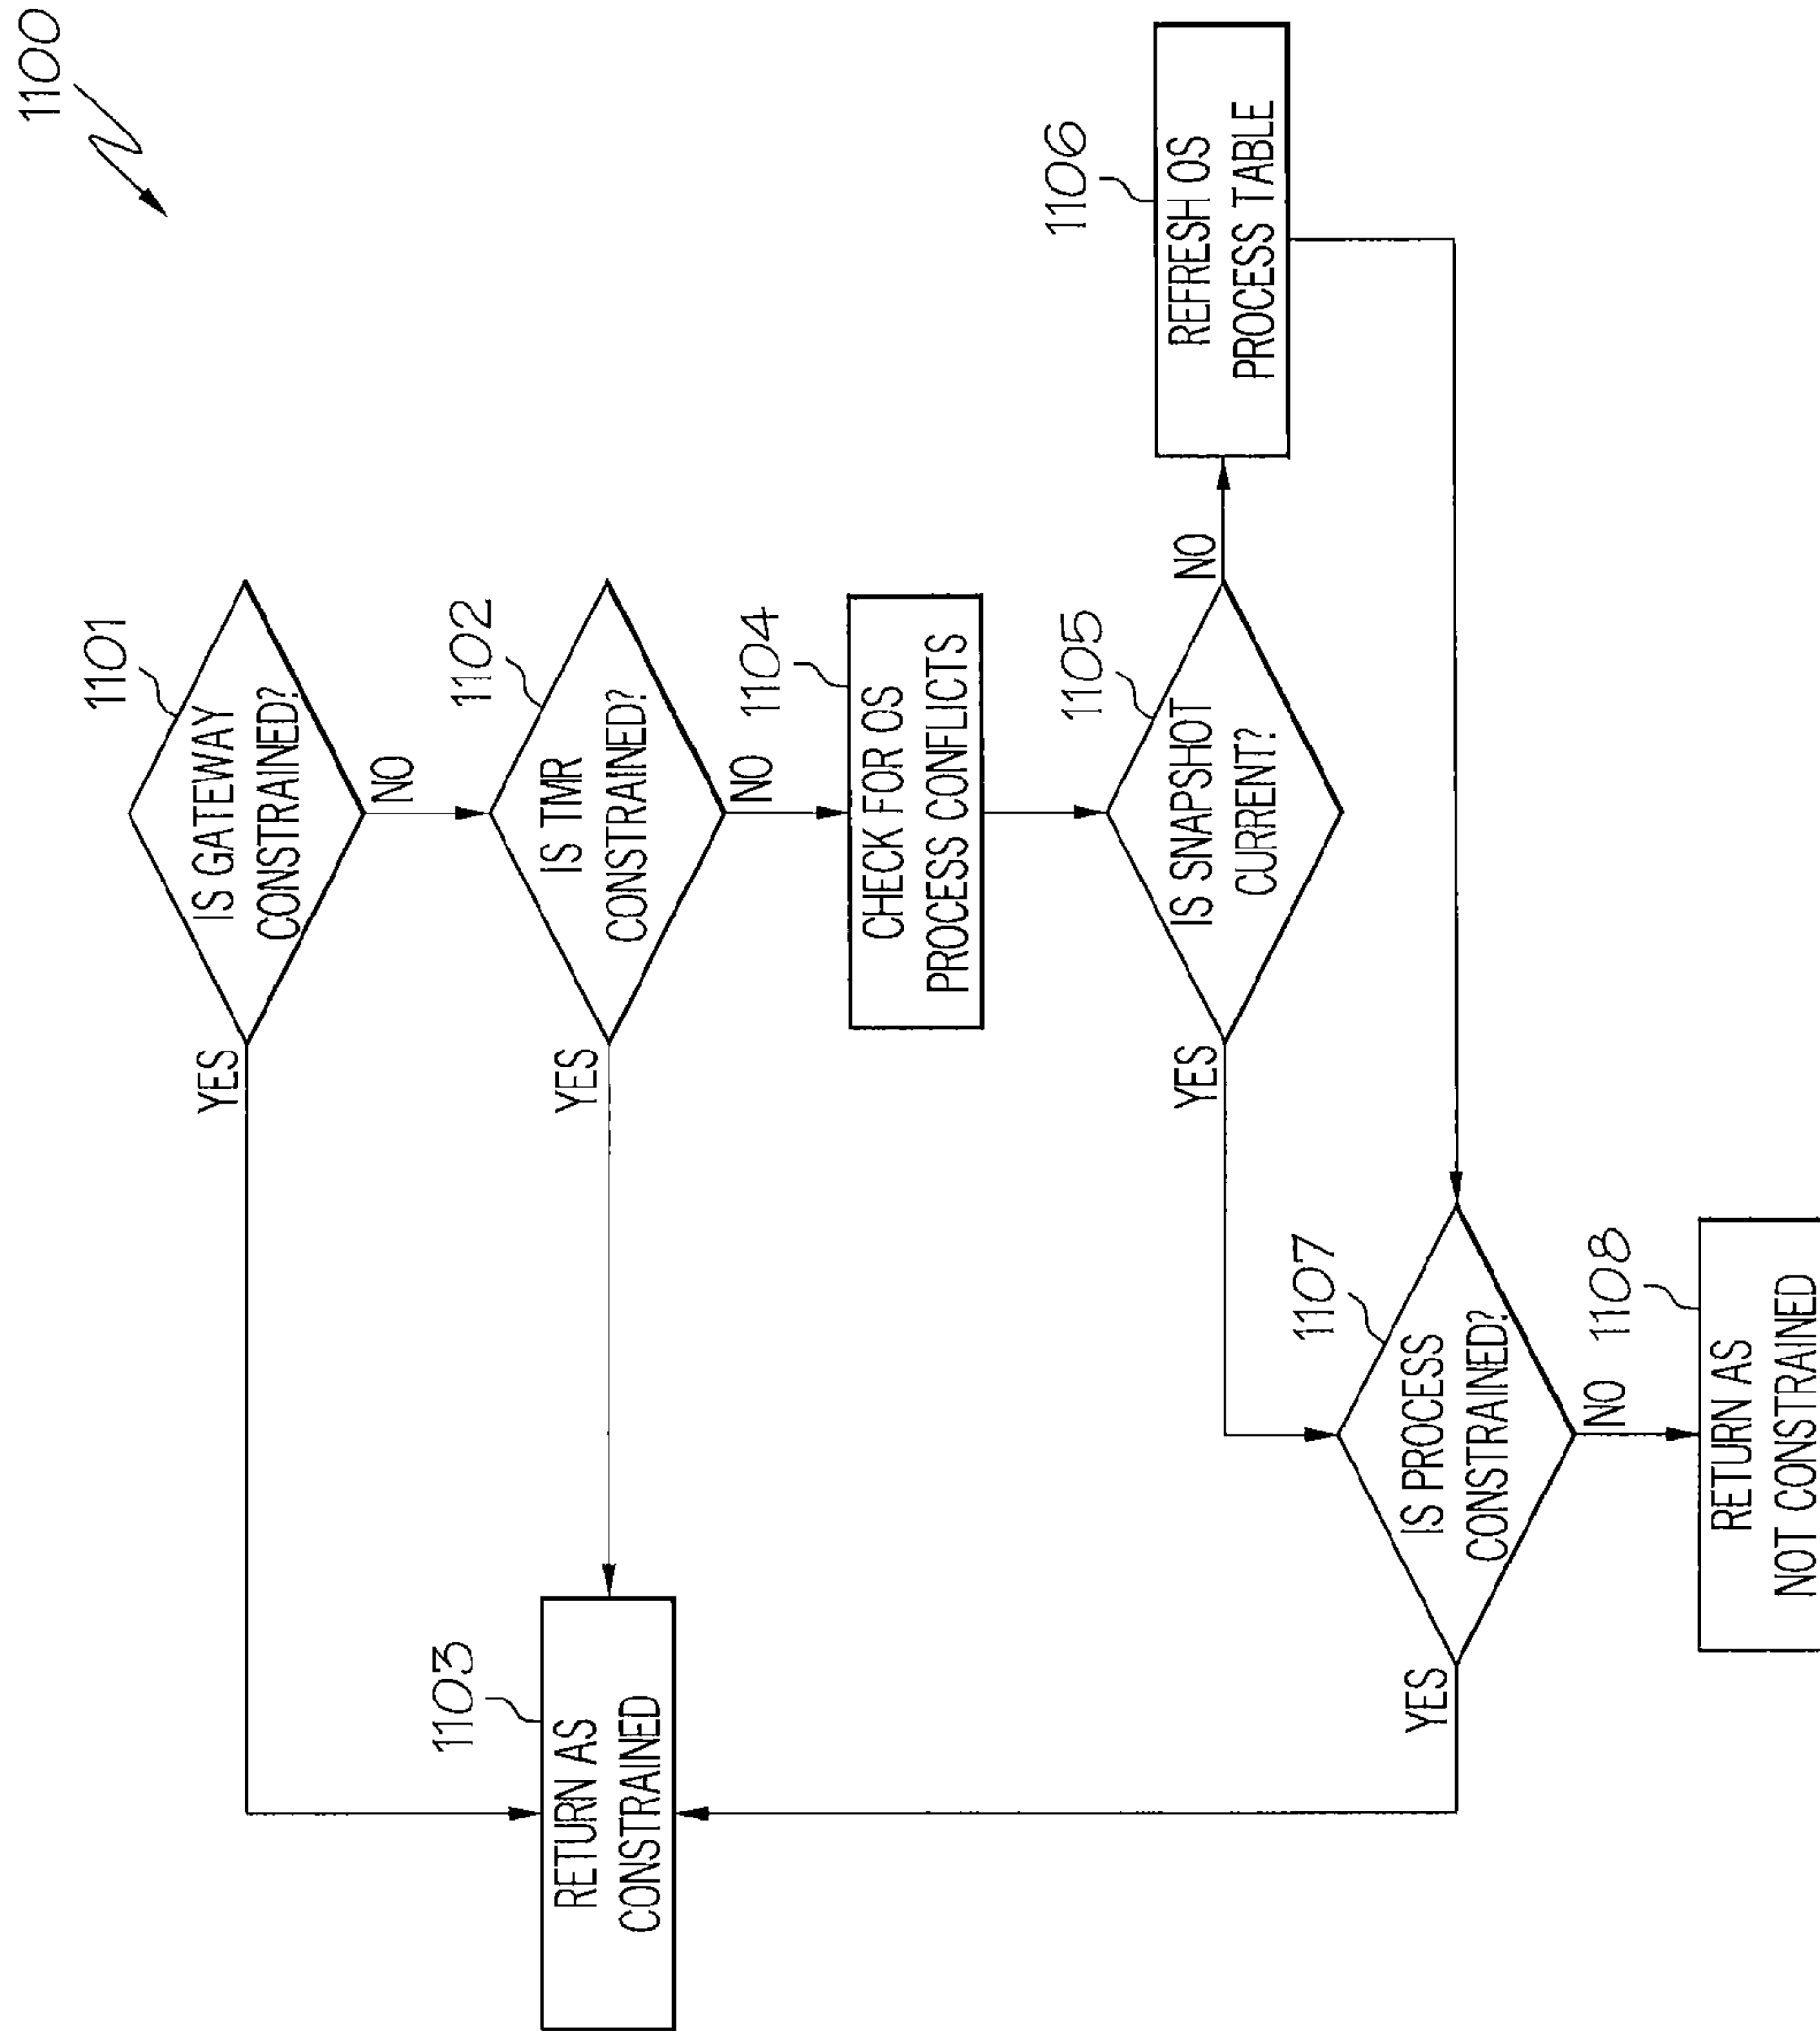 1100
1101
IS GATEWAY
CONSTRAINED?
YES
NO
1102
IS TMR
CONSTRAINED?
YES
NO
1103
RETURN AS
CONSTRAINED
1104
CHECK FOR OS
PROCESS CONFLICTS
1105
IS SNAPSHOT
CURRENT?
YES
NO
1106
REFRESH OS
PROCESS TABLE
1107
IS PROCESS
CONSTRAINED?
YES
NO
1108
RETURN AS
NOT CONSTRAINED